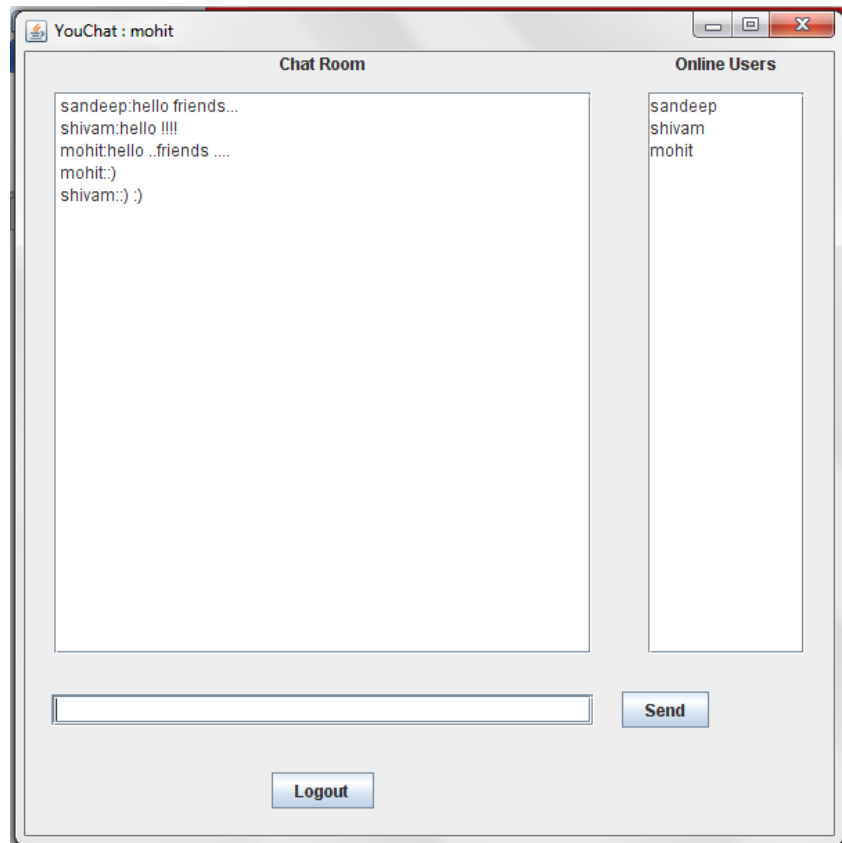 YouChat : mohit
Chat Room
Online Users
sandeep:hello friends...
shivam:hello !!!!
mohit:hello ..friends ....
mohit::)
shivam::) :)
sandeep
shivam
mohit
Send
Logout